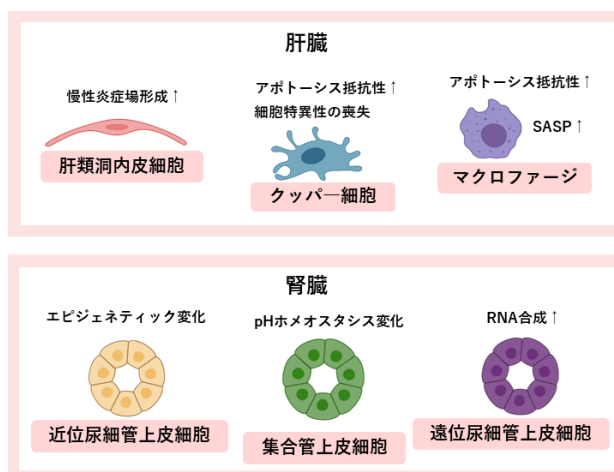 肝臓
慢性炎症場形成↑
アポトーシス抵抗性↑
細胞特異性の喪失
アポトーシス抵抗性↑
SASP↑
肝類洞内皮細胞
クッパ―細胞
マクロファージ
腎臓
エピジェネティック変化
pHホメオスタシス変化
RNA合成↑
近位尿細管上皮細胞
集合管上皮細胞
遠位尿細管上皮細胞